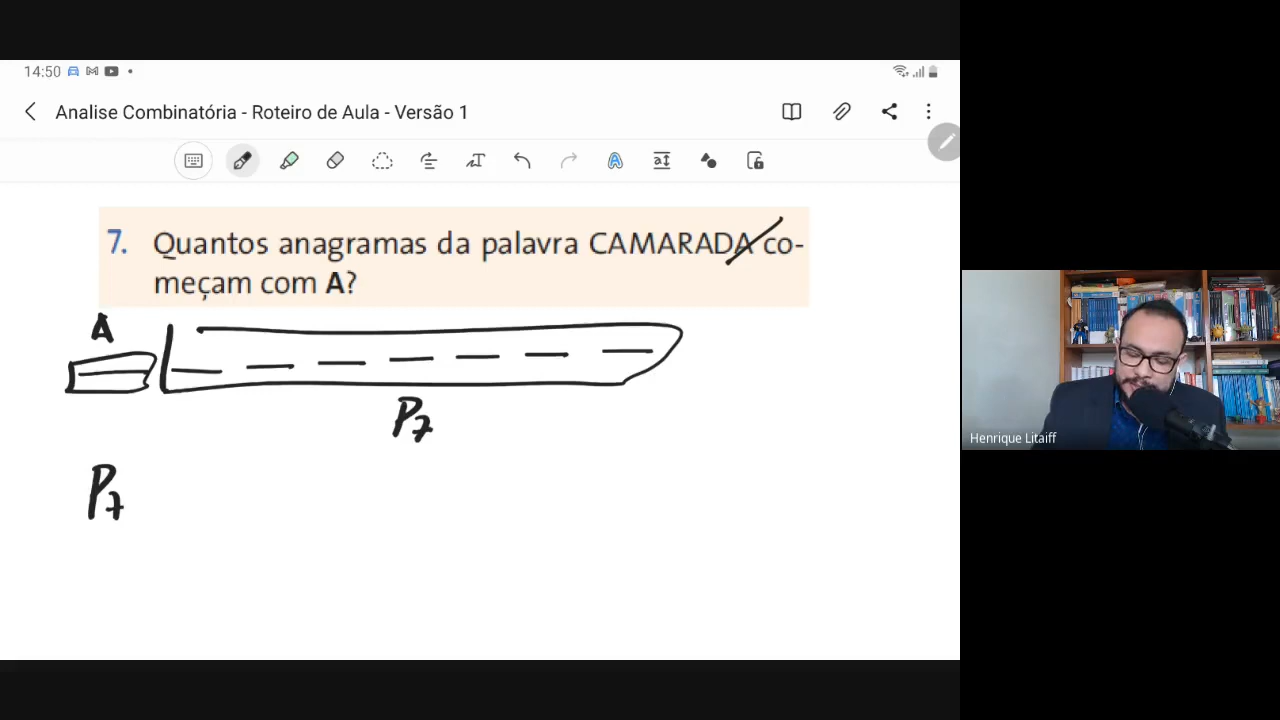 14:50
Analise Combinatória - Roteiro de Aula - Versão 1
7. Quantos anagramas da palavra CAMARADA co-
meçam com A?
A
P7
P7
Henrique Litaiff